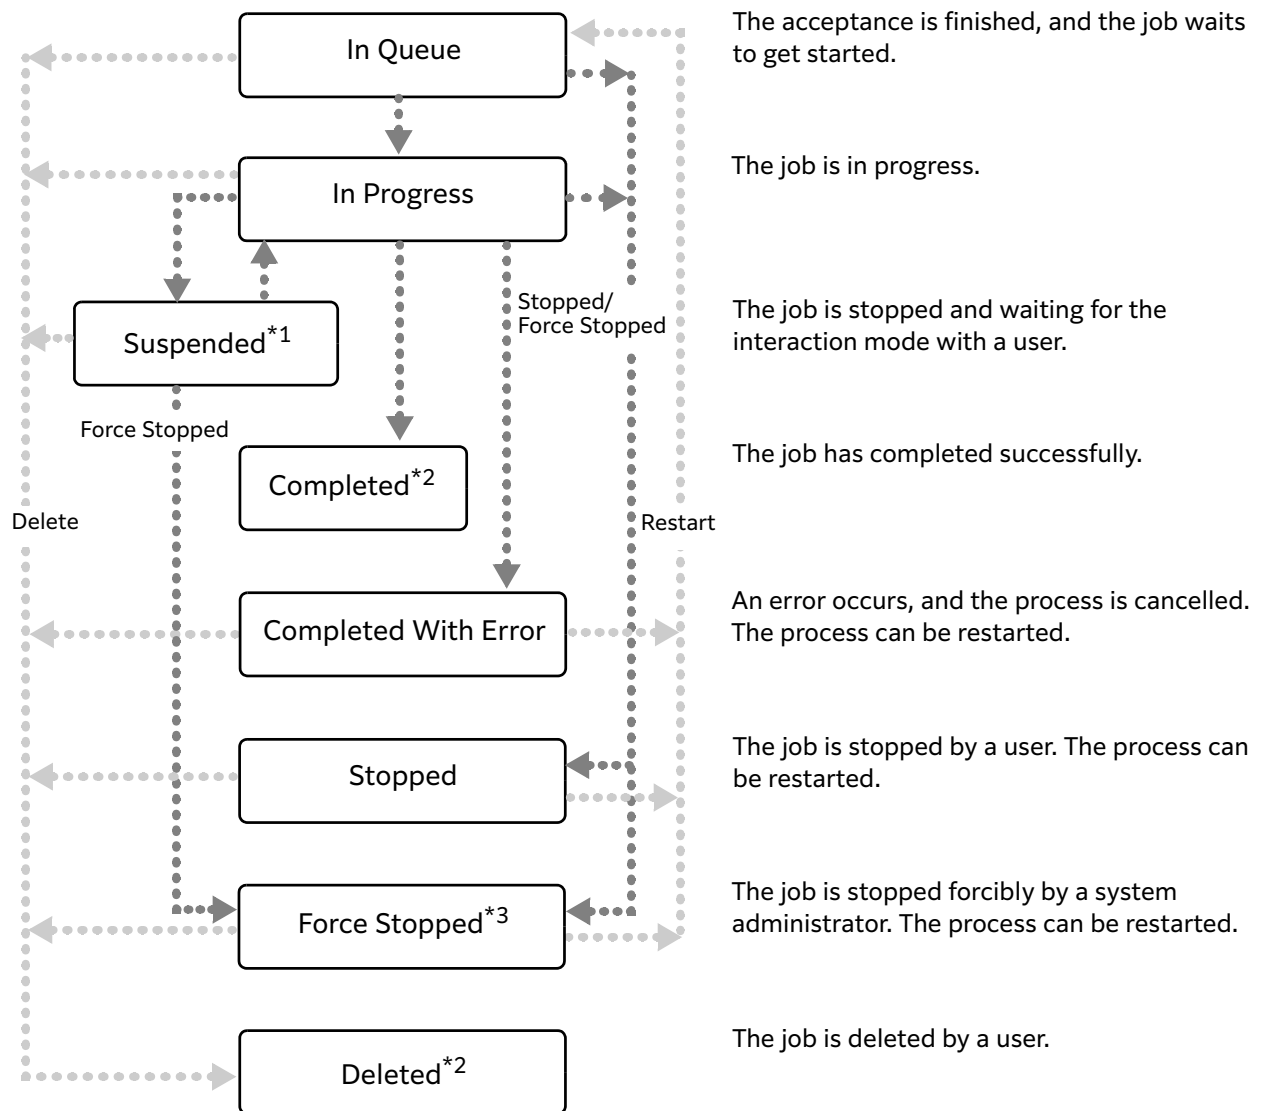 In Queue
The acceptance is finished, and the job waits
to get started.
In Progress
The job is in progress.
Stopped/
Force Stopped
Suspended*1
The job is stopped and waiting for the
interaction mode with a user.
Force Stopped
Completed*2
The job has completed successfully.
Delete
Restart
Completed With Error
An error occurs, and the process is cancelled.
The process can be restarted.
Stopped
The job is stopped by a user. The process can
be restarted.
Force Stopped*3
The job is stopped forcibly by a system
administrator. The process can be restarted.
Deleted*2
The job is deleted by a user.